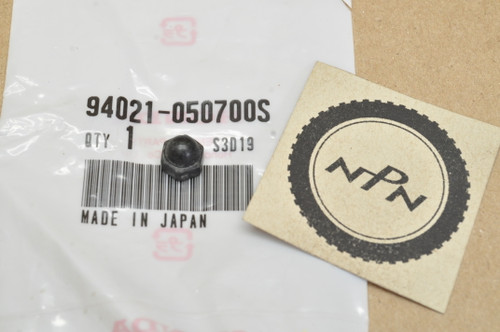 94021-050700S
QTY 1 S3D19
MADE IN JAPAN
NPN